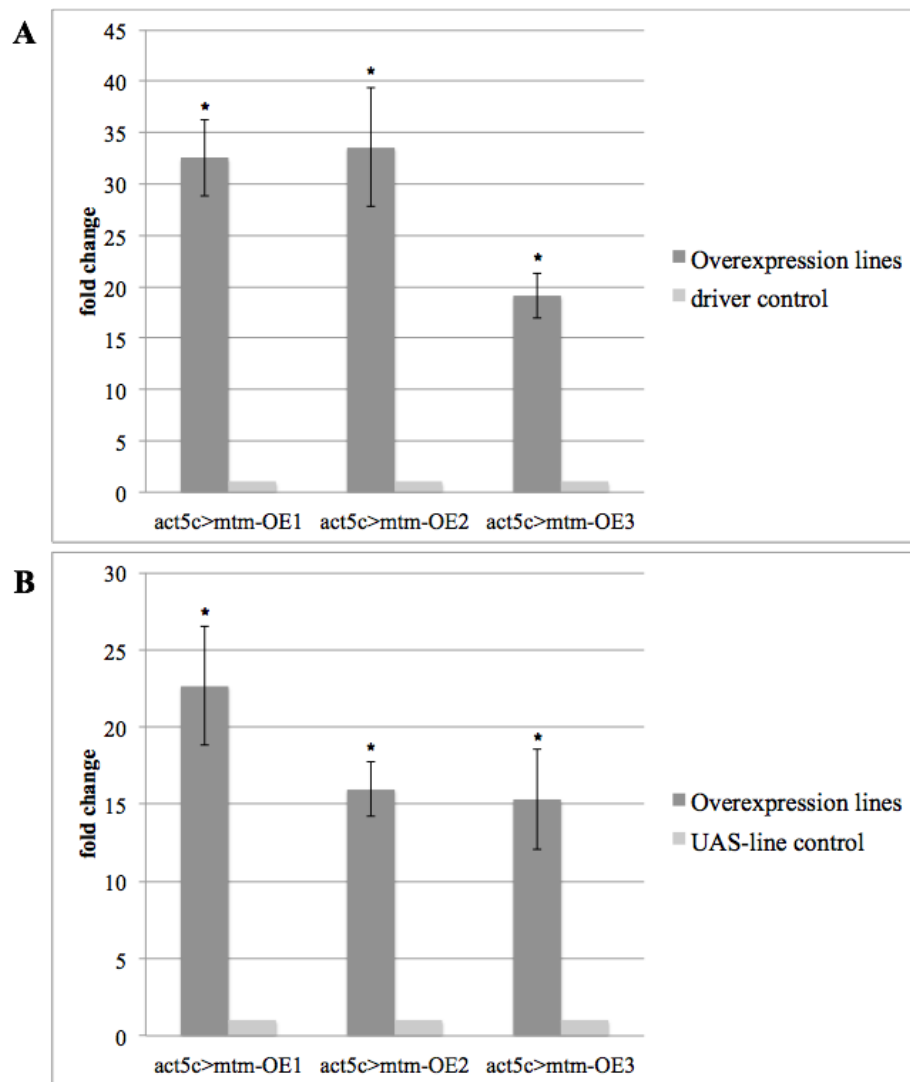 A
45
40
35
30
25
20
15
10
5
0
fold change
*
*
*
act5c>mtm-OE1 act5c>mtm-OE2 act5c>mtm-OE3
Overexpression lines
driver control
B
30
25
20
15
10
5
0
fold change
*
*
*
act5c>mtm-OE1 act5c>mtm-OE2 act5c>mtm-OE3
Overexpression lines
UAS-line control